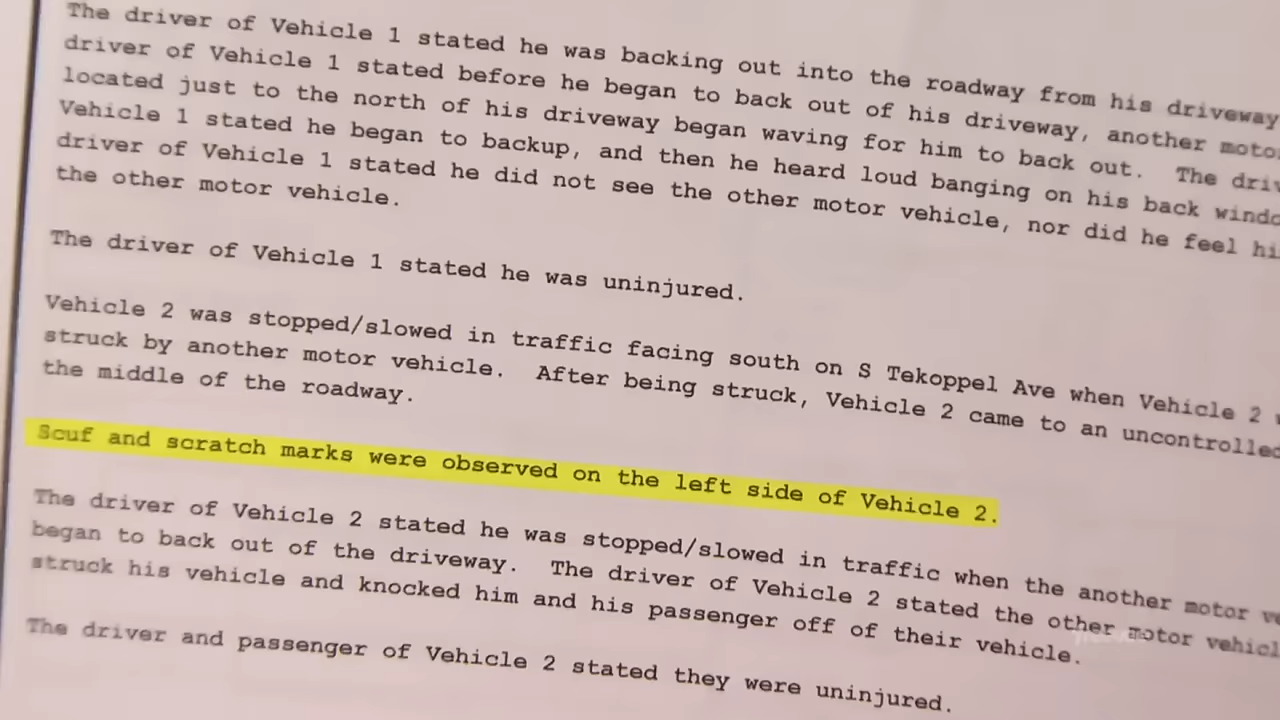 The driver of Vehicle 1 stated he was backing out into the roadway from his driveway
driver of Vehicle 1 stated before he began to back out of his driveway, another
located just to the north of his driveway began waving for him to back out. The
Vehicle 1 stated he began to backup, and then he heard loud banging on his back
driver of Vehicle 1 stated he did not see the other motor vehicle, nor did he feel
the other motor vehicle.
The driver of Vehicle 1 stated he was uninjured.
Vehicle 2 was stopped/slowed in traffic facing south on S Tekoppel Ave when Vehicle 2
struck by another motor vehicle. After being struck, Vehicle 2 came to an uncontrolled
the middle of the roadway.
Scuf and scratch marks were observed on the left side of Vehicle 2.
The driver of Vehicle 2 stated he was stopped/slowed in traffic when the another motor
began to back out of the driveway. The driver of Vehicle 2 stated the other motor
struck his vehicle and knocked him and his passenger off of their vehicle.
The driver and passenger of Vehicle 2 stated they were uninjured.